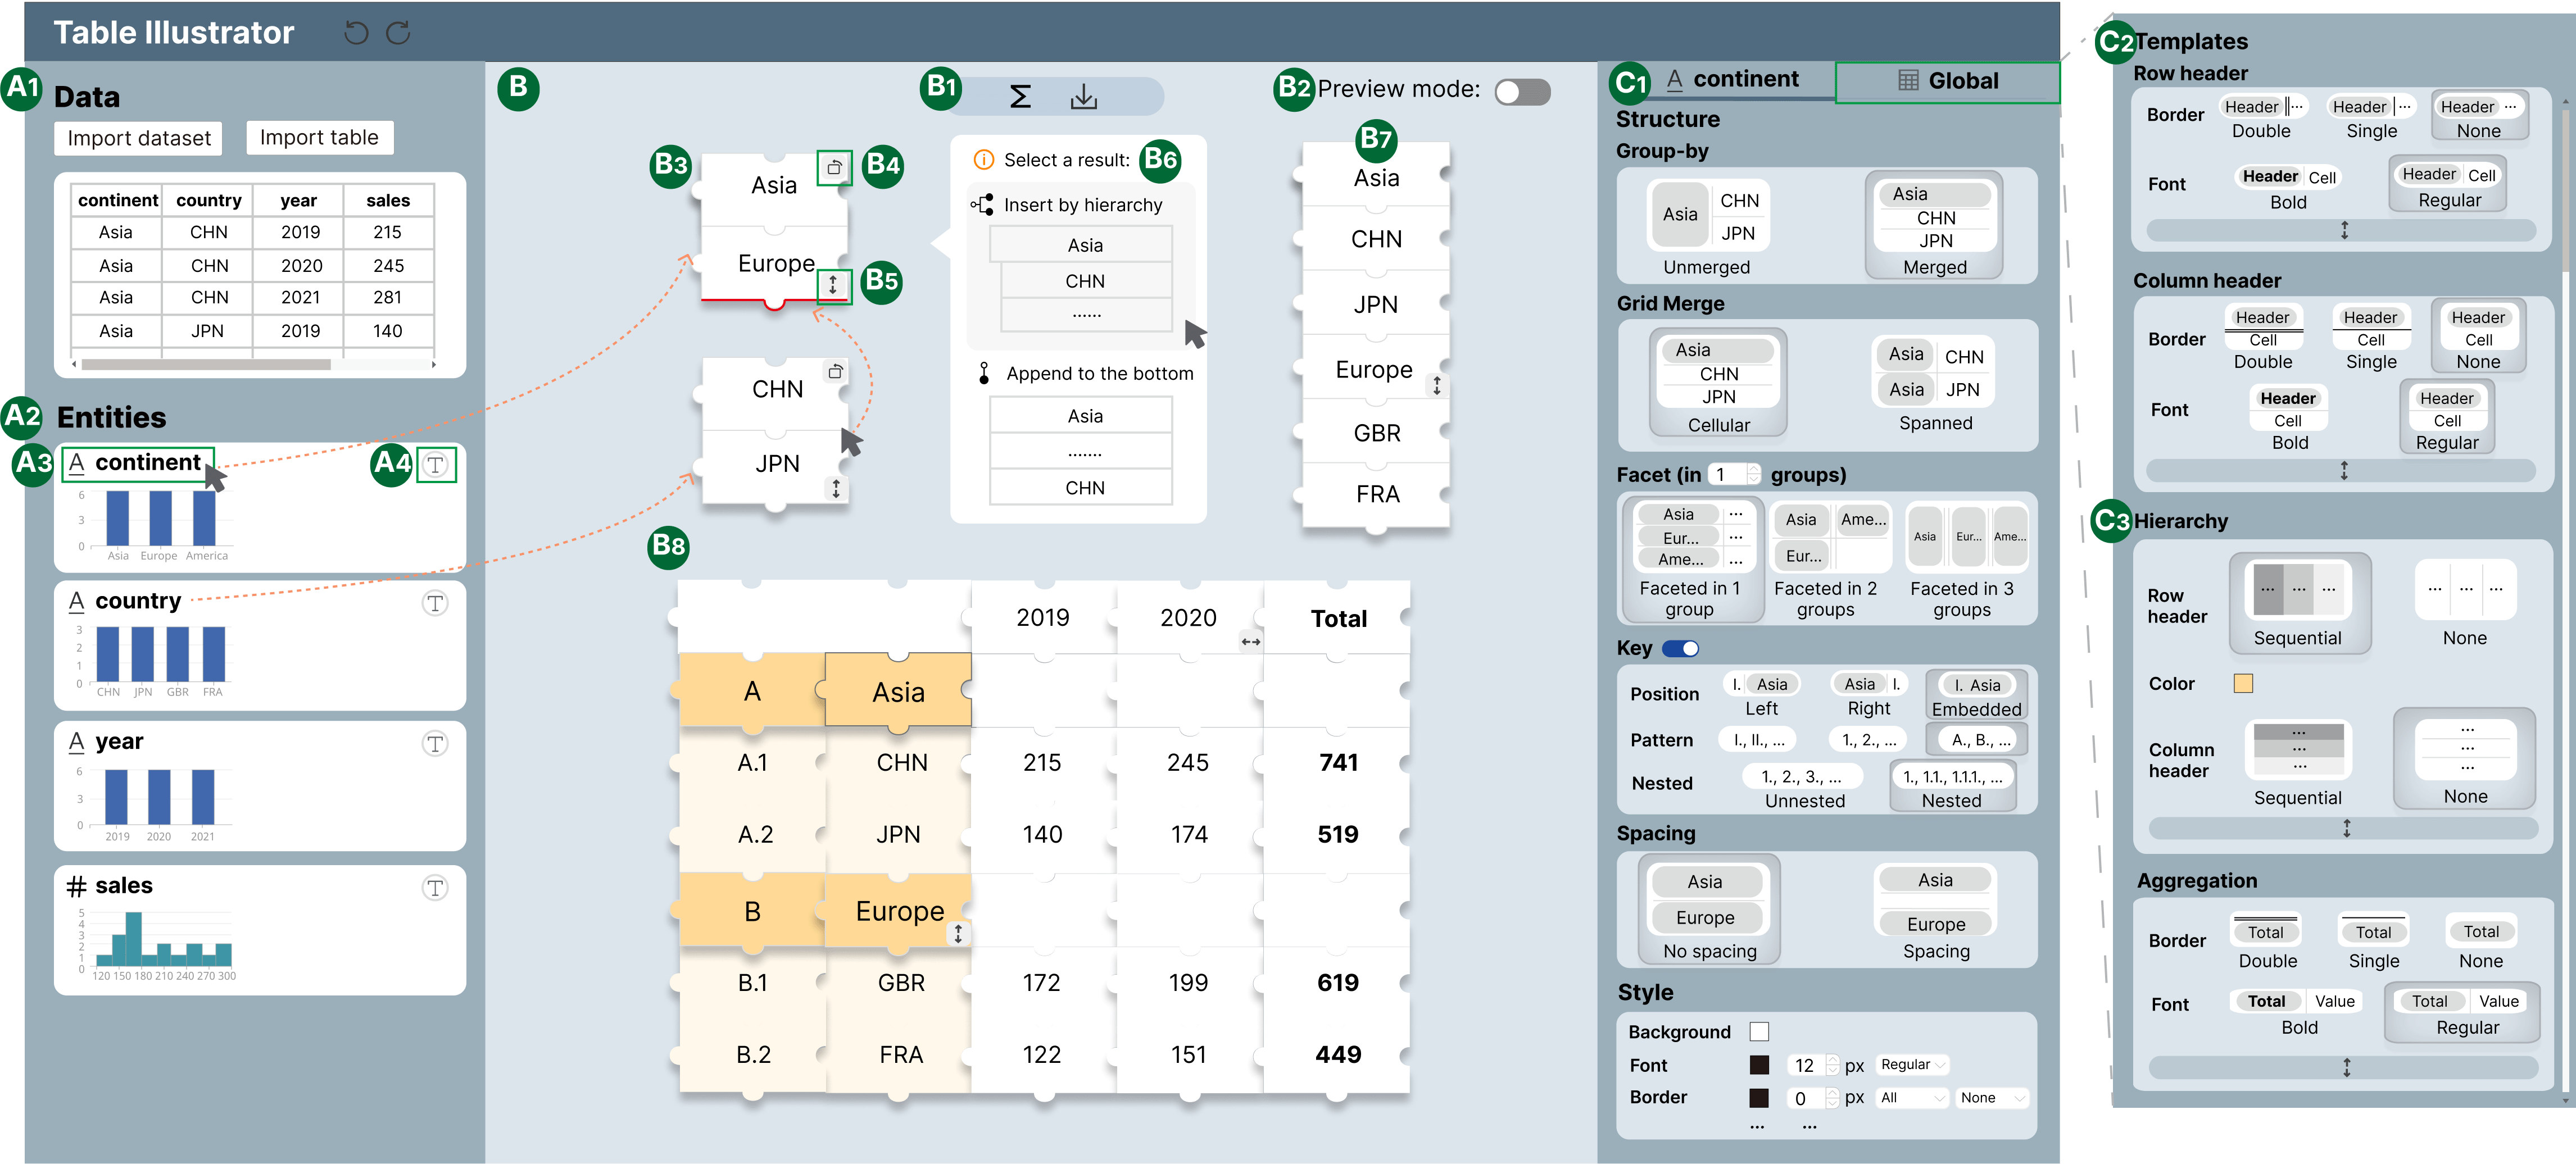 Table Illustrator
A1
Data
Import dataset
Import table
continent country year sales
Asia CHN 2019 215
Asia CHN 2020 245
Asia CHN 2021 281
Asia JPN 2019 140
A2
Entities
A3
A continent
A4
T
6
3
0
Asia Europe America
A country
T
3
2
1
0
CHN JPN GBR FRA
A year
T
6
3
0
2019 2020 2021
# sales
T
5
4
3
2
1
0
120 150 180 210 240 270 300
B
B1
Σ
B2
Preview mode:
B3
Asia
B4
Europe
B5
CHN
JPN
Select a result:
B6
Insert by hierarchy
Asia
CHN
......
Append to the bottom
Asia
.......
CHN
B7
Asia
CHN
JPN
Europe
GBR
FRA
B8
2019 2020 Total
A Asia
A.1 CHN 215 245 741
A.2 JPN 140 174 519
B Europe
B.1 GBR 172 199 619
B.2 FRA 122 151 449
C1
A continent
Global
Structure
Group-by
Asia CHN
JPN
Unmerged
Asia
CHN
JPN
Merged
Grid Merge
Asia
CHN
JPN
Cellular
Asia CHN
Asia JPN
Spanned
Facet (in 1 groups)
Asia ...
Eur... ...
Ame... ...
Faceted in 1
group
Asia Ame...
Eur...
Faceted in 2
groups
Asia Eur... Ame...
Faceted in 3
groups
Key
Position
I. Asia
Left
Asia I.
Right
I. Asia
Embedded
Pattern
I., II., ...
1., 2., ...
A., B., ...
Nested
1., 2., 3., ...
Unnested
1., 1.1., 1.1.1., ...
Nested
Spacing
Asia
Europe
No spacing
Asia
Europe
Spacing
Style
Background
Font 12 px Regular
Border 0 px All None
... ...
C2
Templates
Row header
Border
Header ...
Double
Header ...
Single
Header ...
None
Font
Header Cell
Bold
Header Cell
Regular
Column header
Border
Header
Cell
Double
Header
Cell
Single
Header
Cell
None
Font
Header
Cell
Bold
Header
Cell
Regular
C3
Hierarchy
Row
header
... ... ...
Sequential
... ... ...
None
Color
Column
header
...
...
...
Sequential
...
...
...
None
Aggregation
Border
Total
Double
Total
Single
Total
None
Font
Total Value
Bold
Total Value
Regular